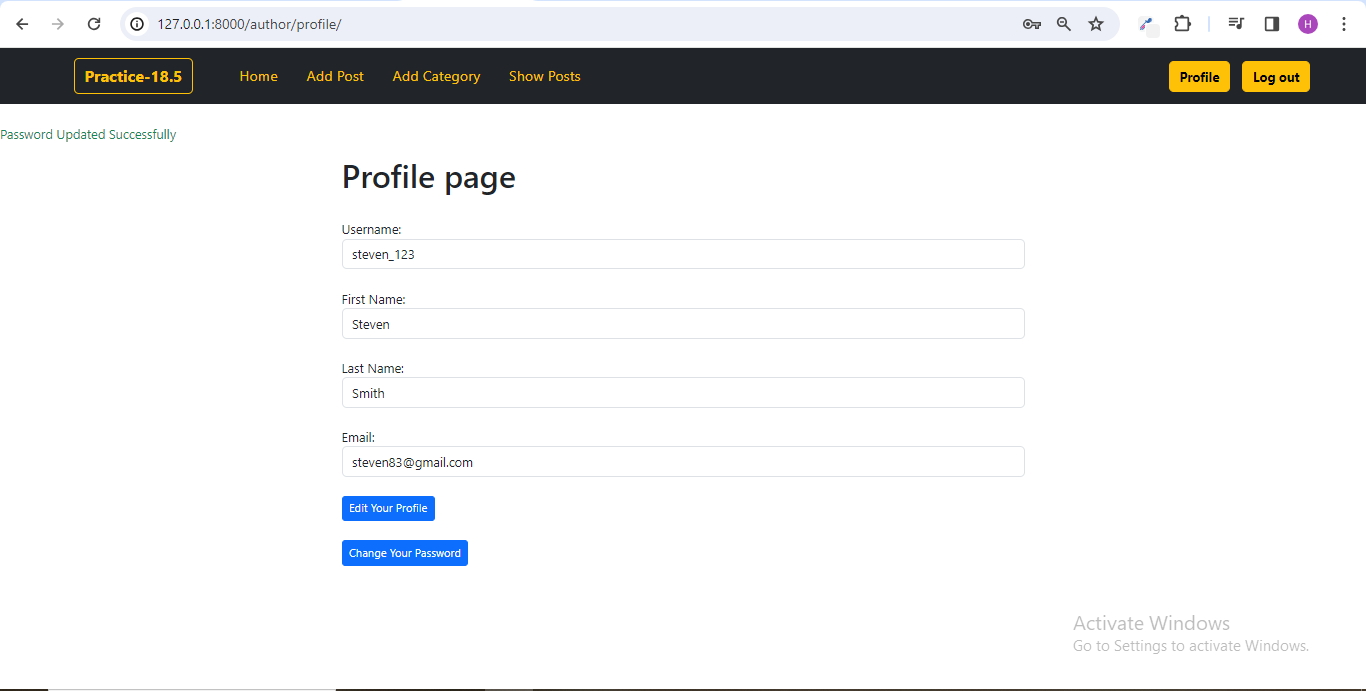 127.0.0.1:8000/author/profile/
H
Practice-18.5 Home Add Post Add Category Show Posts Profile Log out
Password Updated Successfully
Profile page
Username:
steven_123
First Name:
Steven
Last Name:
Smith
Email:
steven83@gmail.com
Edit Your Profile
Change Your Password
Activate Windows
Go to Settings to activate Windows.